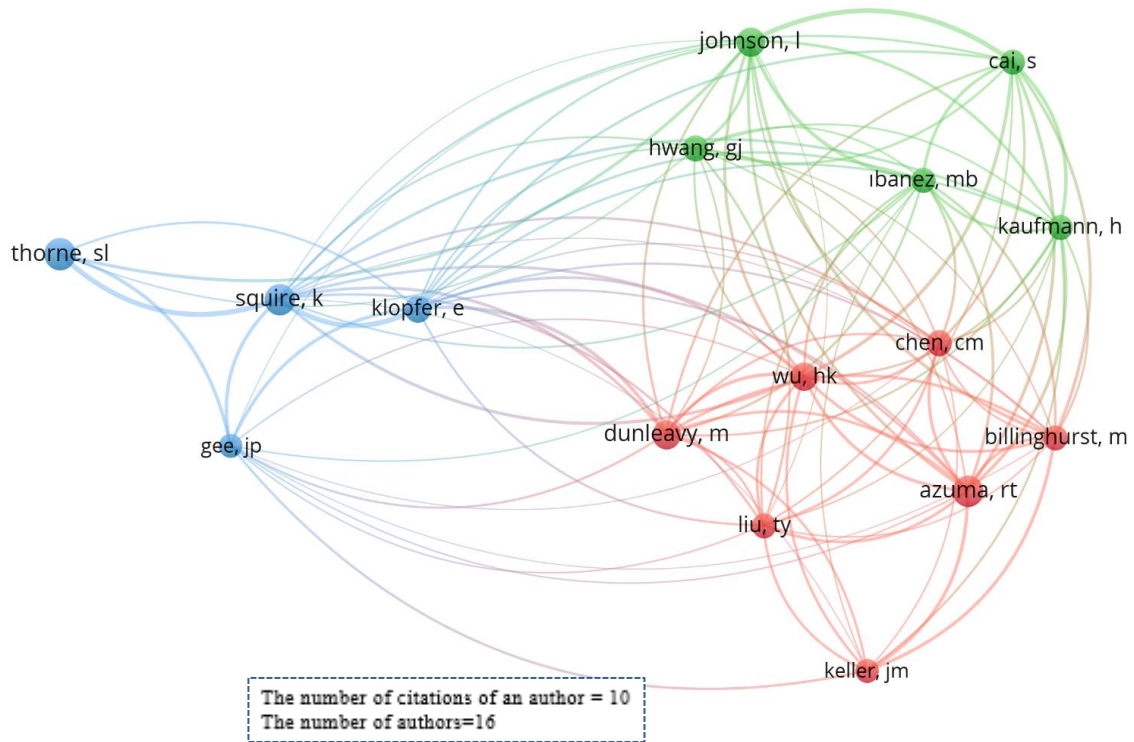 johnson, l
cai, s
hwang, gj
ıbanez, mb
kaufmann, h
thorne, sl
squire, k
klopfer, e
chen, cm
wu, hk
dunleavy, m
billinghurst, m
gee, jp
azuma, rt
liu, ty
keller, jm
The number of citations of an author = 10
The number of authors=16